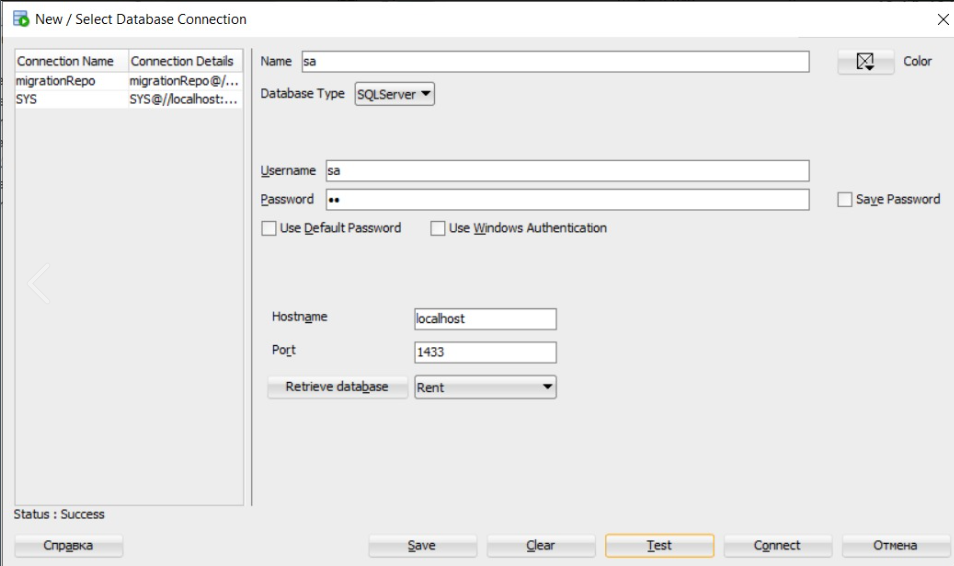 New / Select Database Connection
Connection Name Connection Details
migrationRepo migrationRepo@/...
SYS SYS@//localhost:...
Name sa Color
Database Type SQLServer
Username sa
Password •• Save Password
Use Default Password Use Windows Authentication
Hostname localhost
Port 1433
Retrieve database Rent
Status : Success
Справка Save Clear Test Connect Отмена